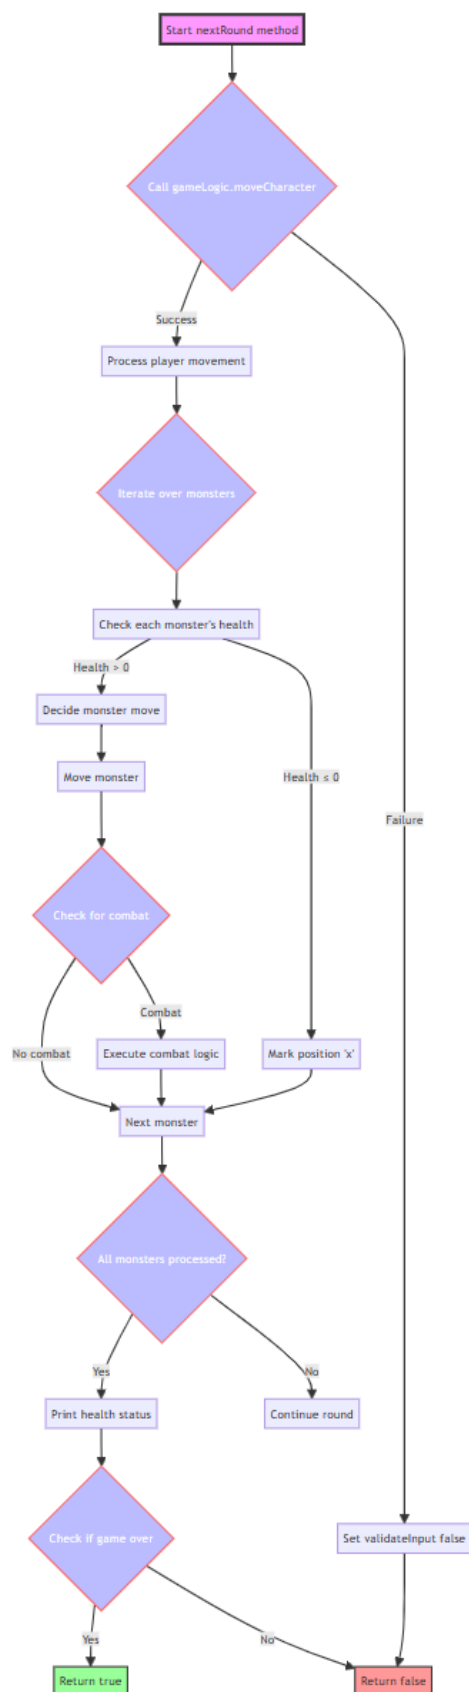 Start nextRound method
Call gameLogic.moveCharacter
Success
Process player movement
Iterate over monsters
Check each monster's health
Health > 0
Decide monster move
Move monster
Health ≤ 0
Failure
Check for combat
Combat
No combat
Execute combat logic
Mark position 'x'
Next monster
All monsters processed?
Yes
No
Print health status
Continue round
Check if game over
Set validateInput false
Yes
No
Return true
Return false